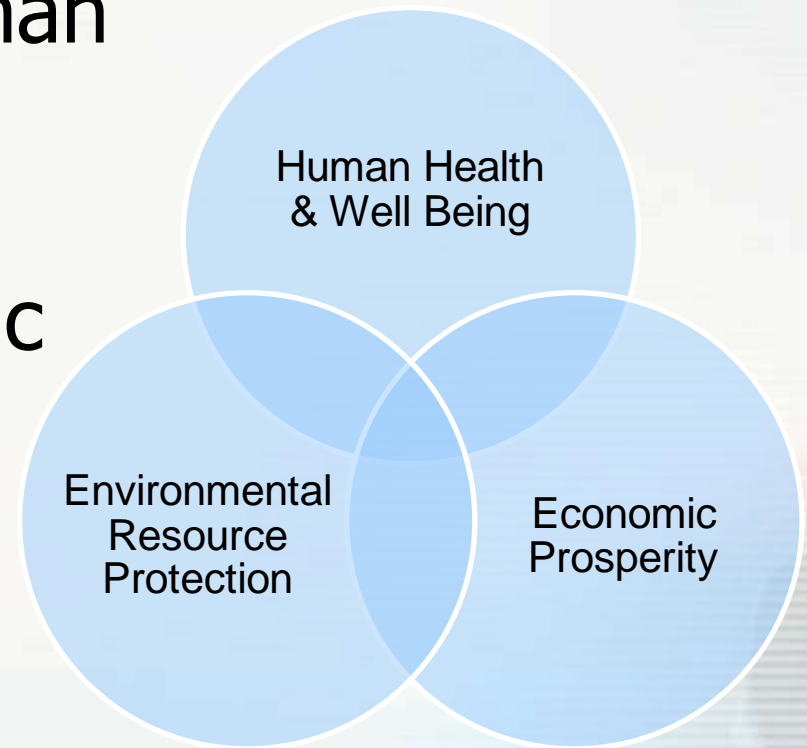 Human Health
& Well Being
Environmental
Resource
Protection
Economic
Prosperity